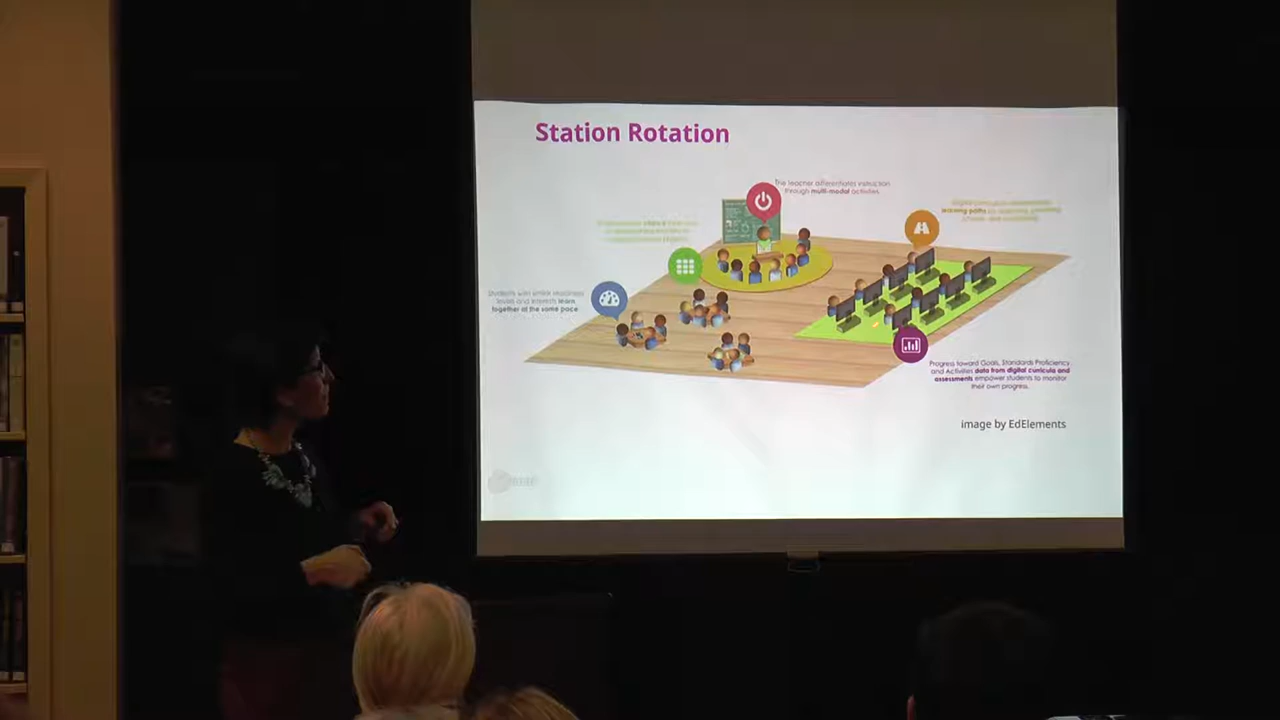 Station Rotation
The teacher differentiates instruction
through multi-modal activities
learning paths
Students with similar readiness
levels and interests learn
together at the same pace
Progress toward Goals, Standards Proficiency
and Activities data from digital curricula and
assessments empower students to monitor
their own progress.
image by EdElements